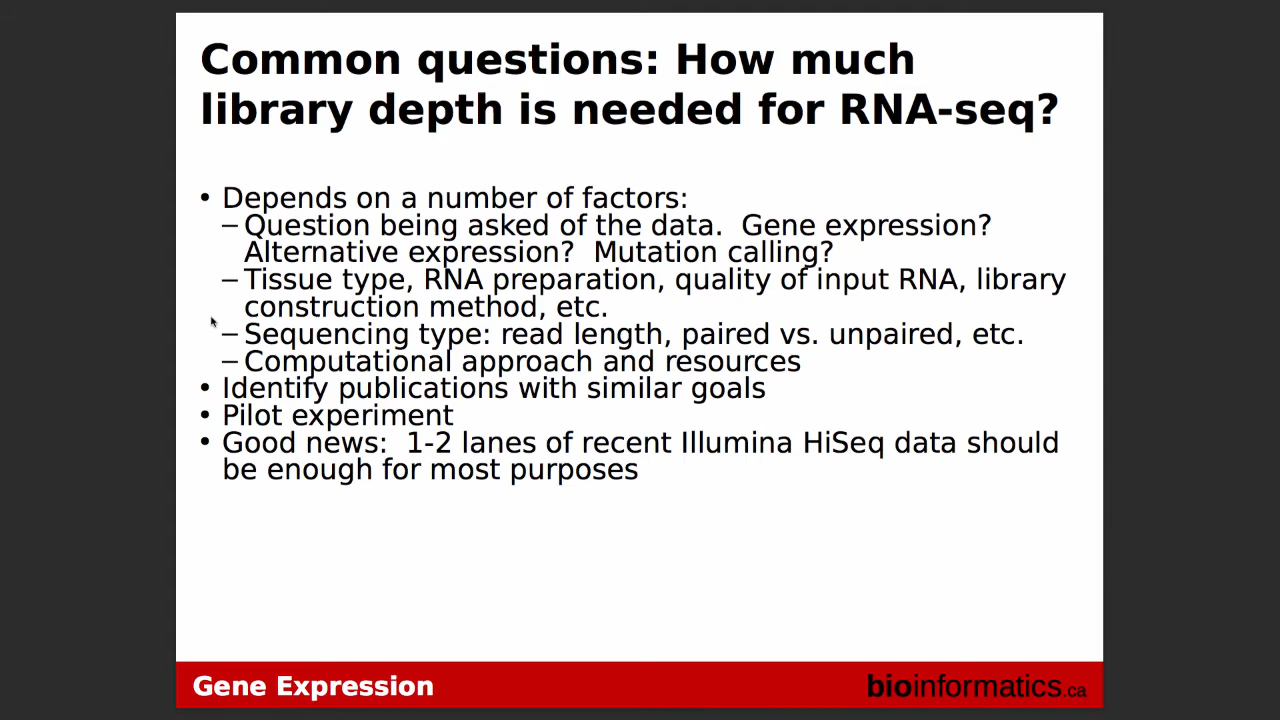 Common questions: How much
library depth is needed for RNA-seq?
• Depends on a number of factors:
– Question being asked of the data.  Gene expression?
Alternative expression?  Mutation calling?
– Tissue type, RNA preparation, quality of input RNA, library
construction method, etc.
– Sequencing type: read length, paired vs. unpaired, etc.
– Computational approach and resources
• Identify publications with similar goals
• Pilot experiment
• Good news:  1-2 lanes of recent Illumina HiSeq data should
be enough for most purposes
Gene Expression
bioinformatics.ca